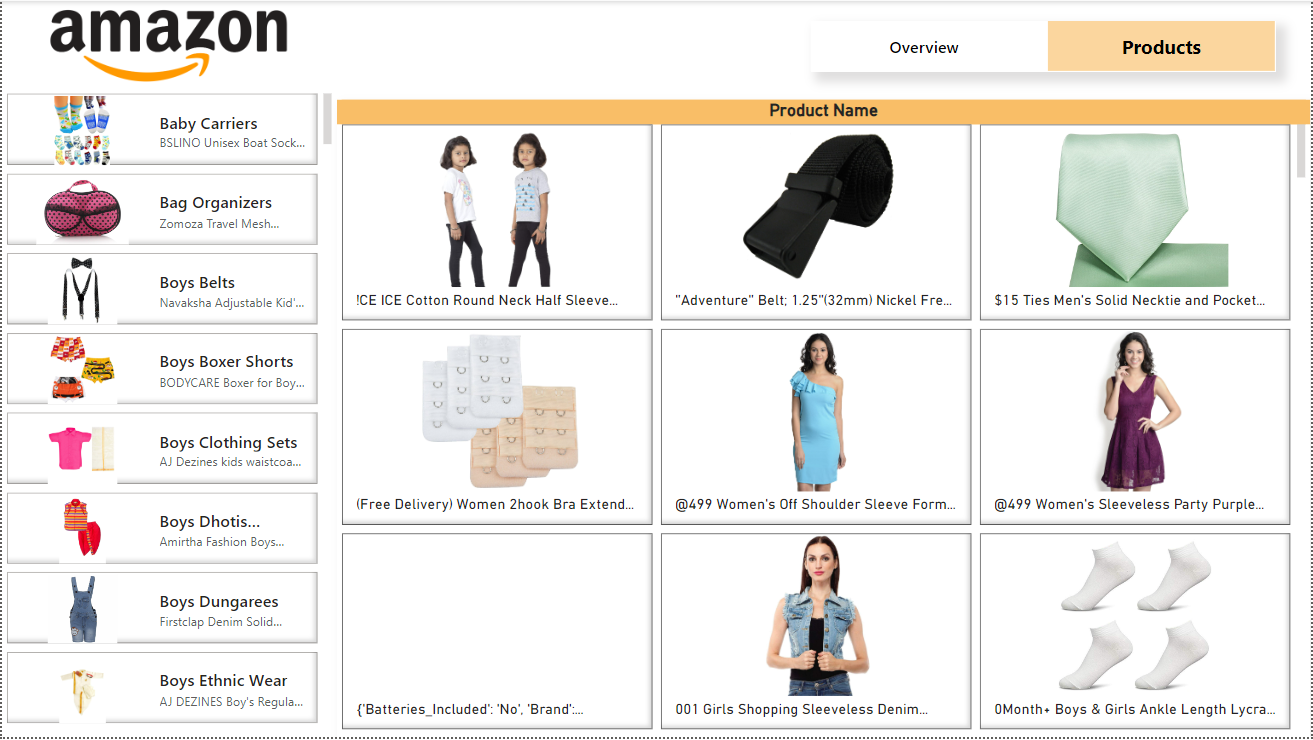 amazon
Overview
Products
Baby Carriers
BSLINO Unisex Boat Sock...
Bag Organizers
Zomoza Travel Mesh...
Boys Belts
Navaksha Adjustable Kid'...
Boys Boxer Shorts
BODYCARE Boxer for Boy...
Boys Clothing Sets
AJ Dezines kids waistcoa...
Boys Dhotis...
Amirtha Fashion Boys...
Boys Dungarees
Firstclap Denim Solid...
Boys Ethnic Wear
AJ DEZINES Boy's Regula...
Product Name
!CE ICE Cotton Round Neck Half Sleeve...
"Adventure" Belt; 1.25"(32mm) Nickel Fre...
$15 Ties Men's Solid Necktie and Pocket...
(Free Delivery) Women 2hook Bra Extend...
@499 Women's Off Shoulder Sleeve Form...
@499 Women's Sleeveless Party Purple...
{'Batteries_Included': 'No', 'Brand':...
001 Girls Shopping Sleeveless Denim...
0Month+ Boys & Girls Ankle Length Lycra...